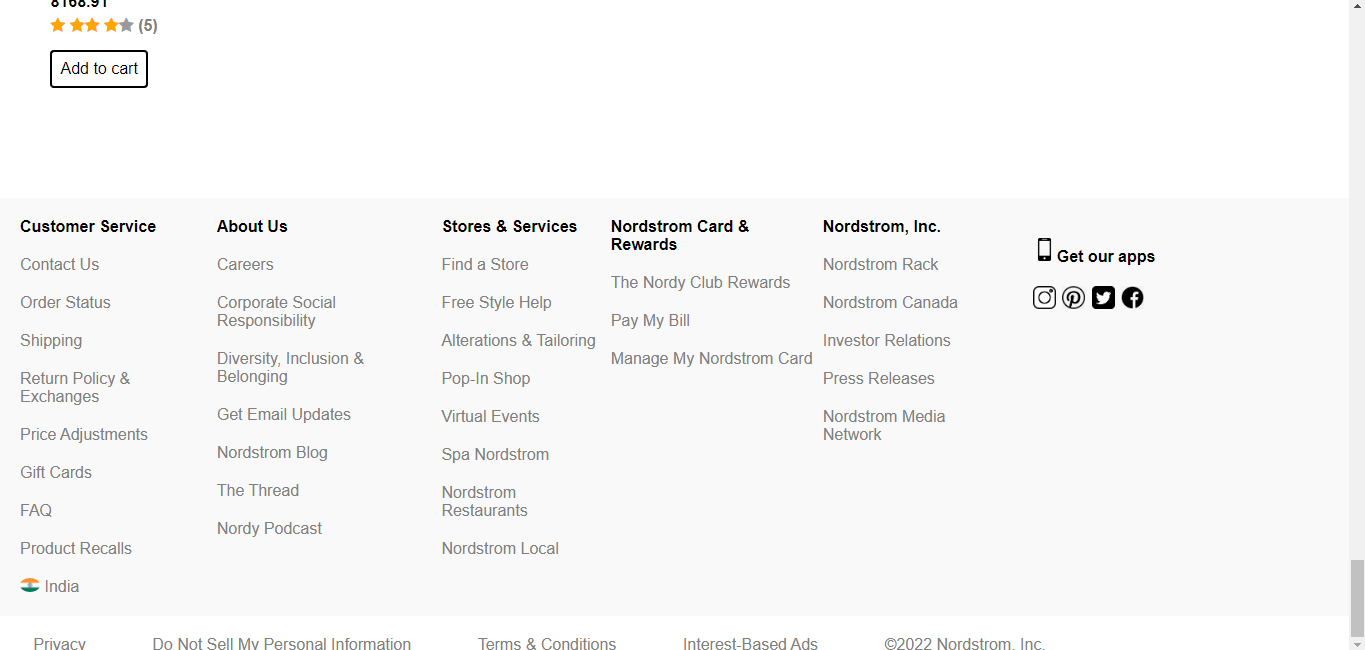 8168.91
(5)
Add to cart
Customer Service
Contact Us
Order Status
Shipping
Return Policy &
Exchanges
Price Adjustments
Gift Cards
FAQ
Product Recalls
India
About Us
Careers
Corporate Social
Responsibility
Diversity, Inclusion &
Belonging
Get Email Updates
Nordstrom Blog
The Thread
Nordy Podcast
Stores & Services
Find a Store
Free Style Help
Alterations & Tailoring
Pop-In Shop
Virtual Events
Spa Nordstrom
Nordstrom
Restaurants
Nordstrom Local
Nordstrom Card &
Rewards
The Nordy Club Rewards
Pay My Bill
Manage My Nordstrom Card
Nordstrom, Inc.
Nordstrom Rack
Nordstrom Canada
Investor Relations
Press Releases
Nordstrom Media
Network
Get our apps
Privacy Do Not Sell My Personal Information Terms & Conditions Interest-Based Ads ©2022 Nordstrom, Inc.